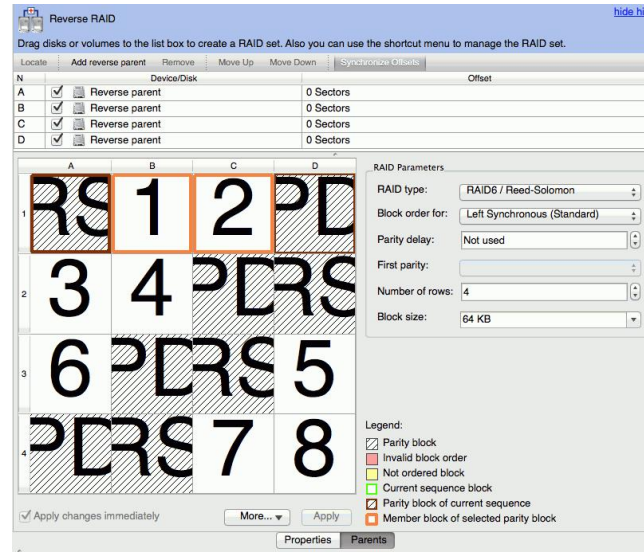 Reverse RAID hide hi
Drag disks or volumes to the list box to create a RAID set. Also you can use the shortcut menu to manage the RAID set.
Locate Add reverse parent Remove Move Up Move Down Synchronize Offsets
N Device/Disk Offset
A Reverse parent 0 Sectors
B Reverse parent 0 Sectors
C Reverse parent 0 Sectors
D Reverse parent 0 Sectors
A B C D
1 RS 1 2 PD
2 3 4 PD RS
3 6 PD RS 5
4 PD RS 7 8
RAID Parameters
RAID type: RAID6 / Reed-Solomon
Block order for: Left Synchronous (Standard)
Parity delay: Not used
First parity:
Number of rows: 4
Block size: 64 KB
Legend:
Parity block
Invalid block order
Not ordered block
Current sequence block
Parity block of current sequence
Member block of selected parity block
Apply changes immediately More... Apply
Properties Parents